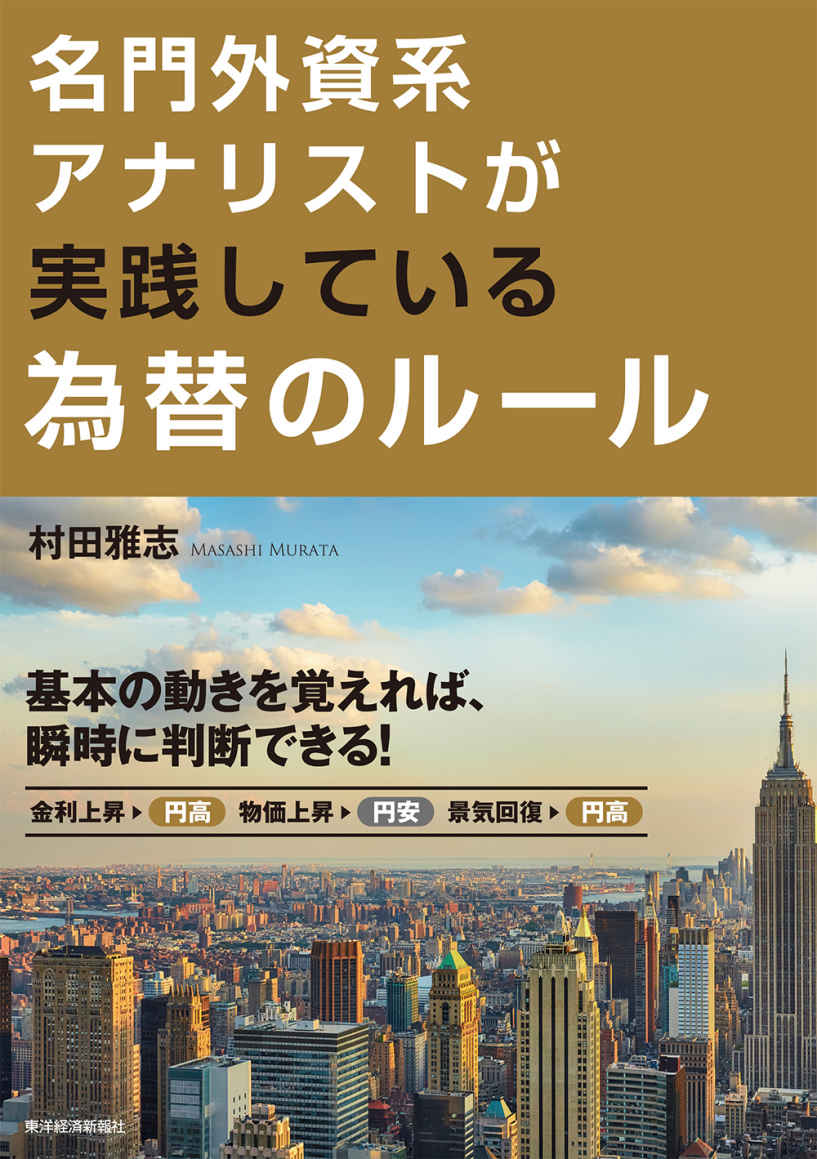 名門外資系
アナリストが
実践している
為替のルール
村田雅志 MASASHI MURATA
基本の動きを覚えれば、
瞬時に判断できる!
金利上昇▶円高 物価上昇▶円安 景気回復▶円高
東洋経済新報社